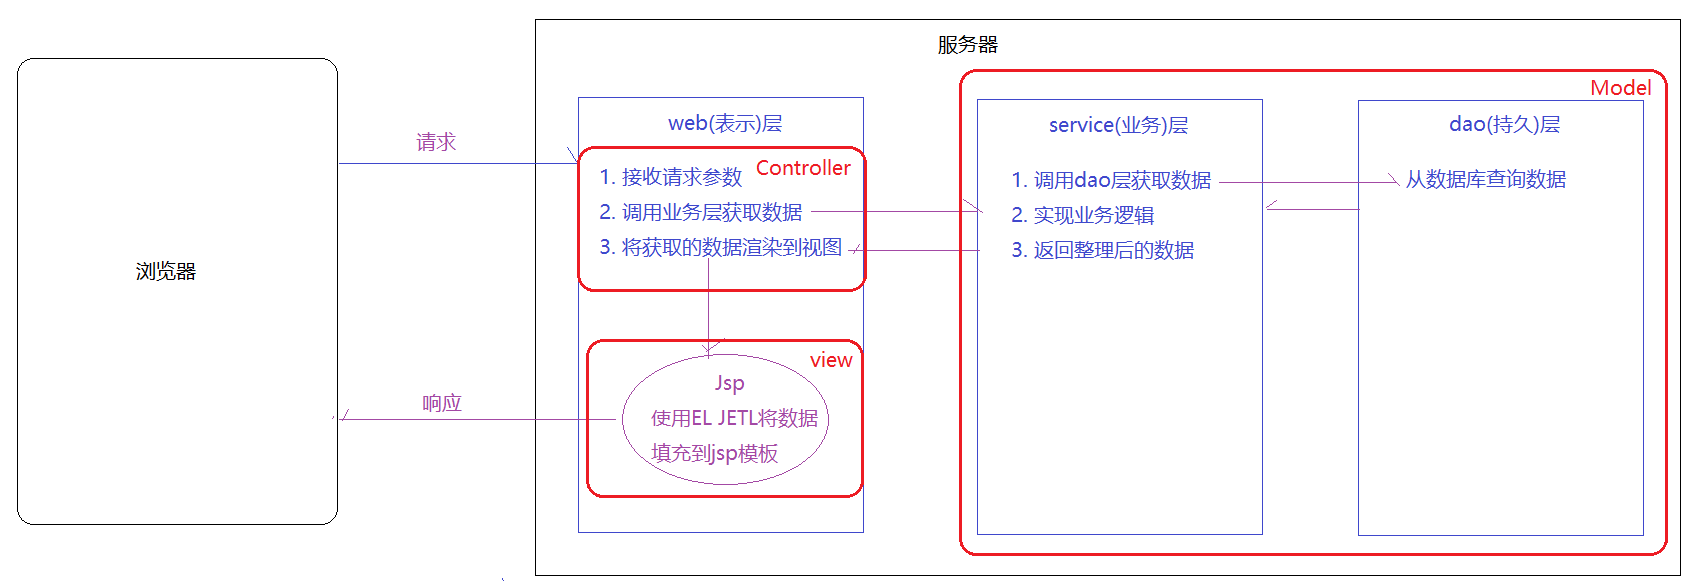 服务器
Model
web(表示)层
service(业务)层
dao(持久)层
请求
Controller
1. 接收请求参数
2. 调用业务层获取数据
3. 将获取的数据渲染到视图
1. 调用dao层获取数据
2. 实现业务逻辑
3. 返回整理后的数据
从数据库查询数据
浏览器
view
Jsp
使用EL JETL将数据
填充到jsp模板
响应